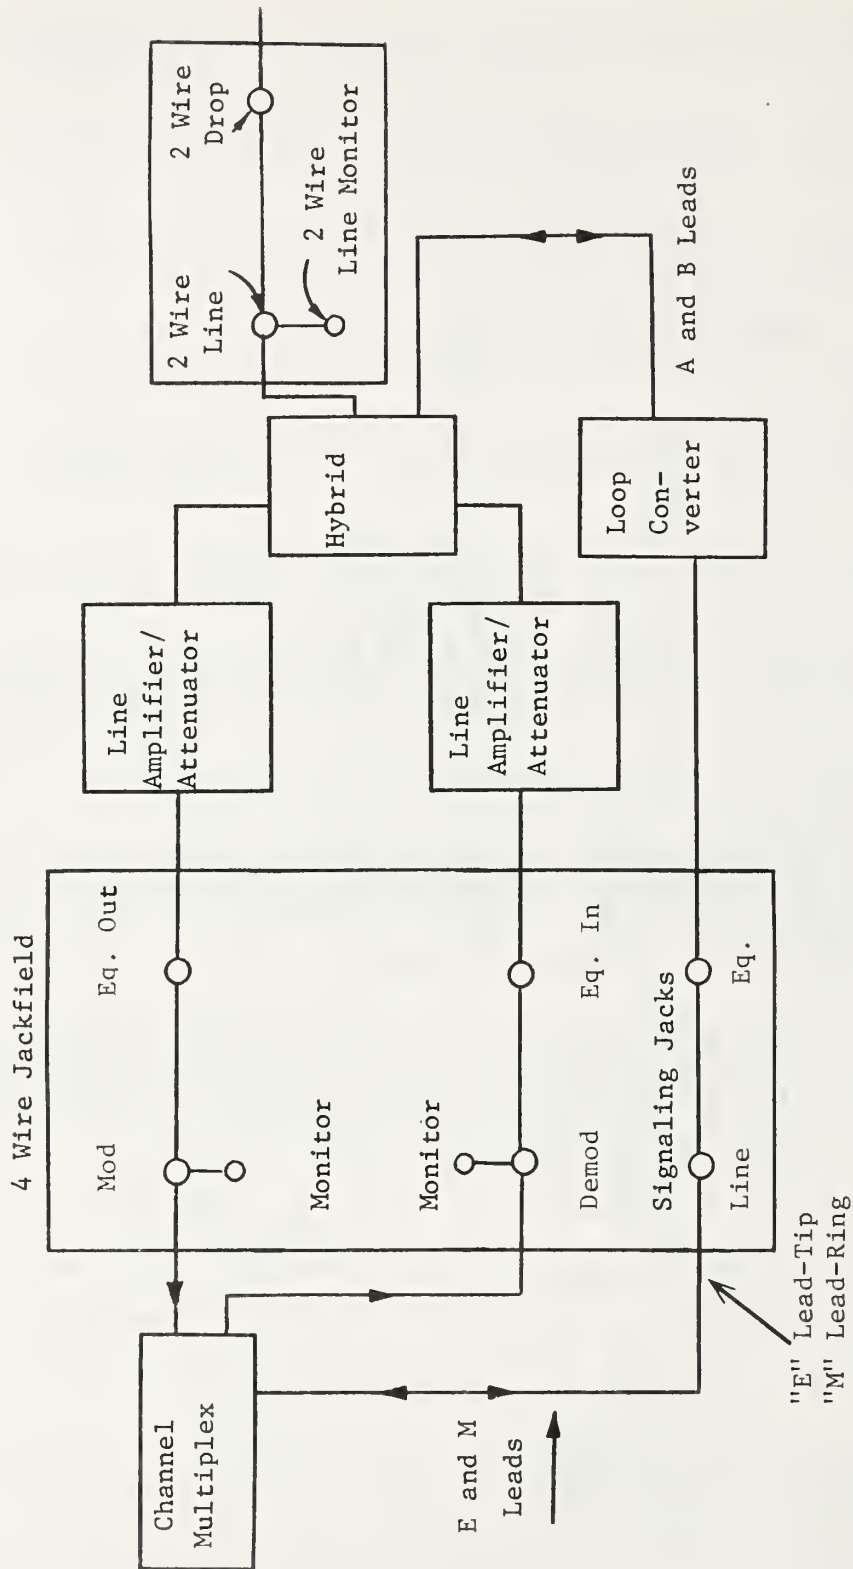 4 Wire Jackfield
Channel
Multiplex
E and M
Leads
"E" Lead-Tip
"M" Lead-Ring
Mod
Eq. Out
Monitor
Monitor
Demod
Eq. In
Signaling Jacks
Line
Eq.
Line
Amplifier/
Attenuator
Line
Amplifier/
Attenuator
Hybrid
Loop
Con-
verter
A and B Leads
2 Wire
Line
2 Wire
Drop
2 Wire
Line Monitor